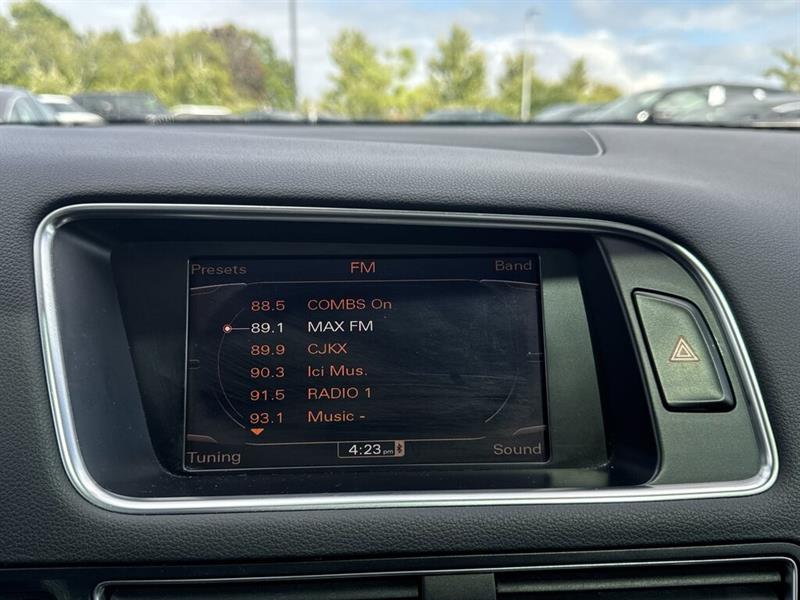 Presets FM Band
88.5 COMBS On
89.1 MAX FM
89.9 CJKX
90.3 Ici Mus.
91.5 RADIO 1
93.1 Music -
Tuning 4:23 pm Sound